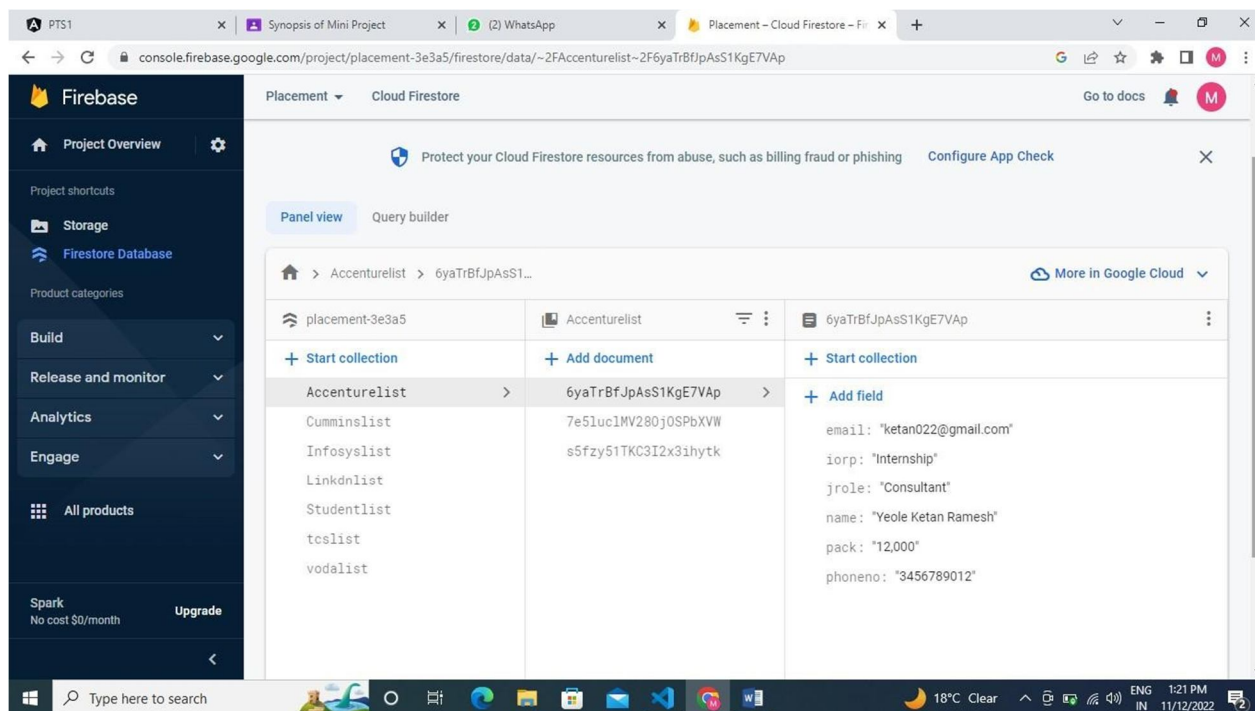 PTS1
Synopsis of Mini Project
(2) WhatsApp
Placement – Cloud Firestore – Fir
console.firebase.google.com/project/placement-3e3a5/firestore/data/~2FAccenturelist~2F6yaTrBfJpAsS1KgE7VAp
M
Firebase
Placement
Cloud Firestore
Go to docs
M
Project Overview
Protect your Cloud Firestore resources from abuse, such as billing fraud or phishing
Configure App Check
Project shortcuts
Storage
Firestore Database
Product categories
Build
Release and monitor
Analytics
Engage
All products
Spark
No cost $0/month
Upgrade
Panel view
Query builder
Accenturelist > 6yaTrBfJpAsS1...
More in Google Cloud
placement-3e3a5
Start collection
Accenturelist
Cumminslist
Infosyslist
Linkdnlist
Studentlist
tcslist
vodalist
Accenturelist
Add document
6yaTrBfJpAsS1KgE7VAp
7e5luclMV28OjOSPbXVW
s5fzy51TKC3I2x3ihytk
6yaTrBfJpAsS1KgE7VAp
Start collection
Add field
email: "ketan022@gmail.com"
iorp: "Internship"
jrole: "Consultant"
name: "Yeole Ketan Ramesh"
pack: "12,000"
phoneno: "3456789012"
Type here to search
18°C Clear
ENG
IN
1:21 PM
11/12/2022
2